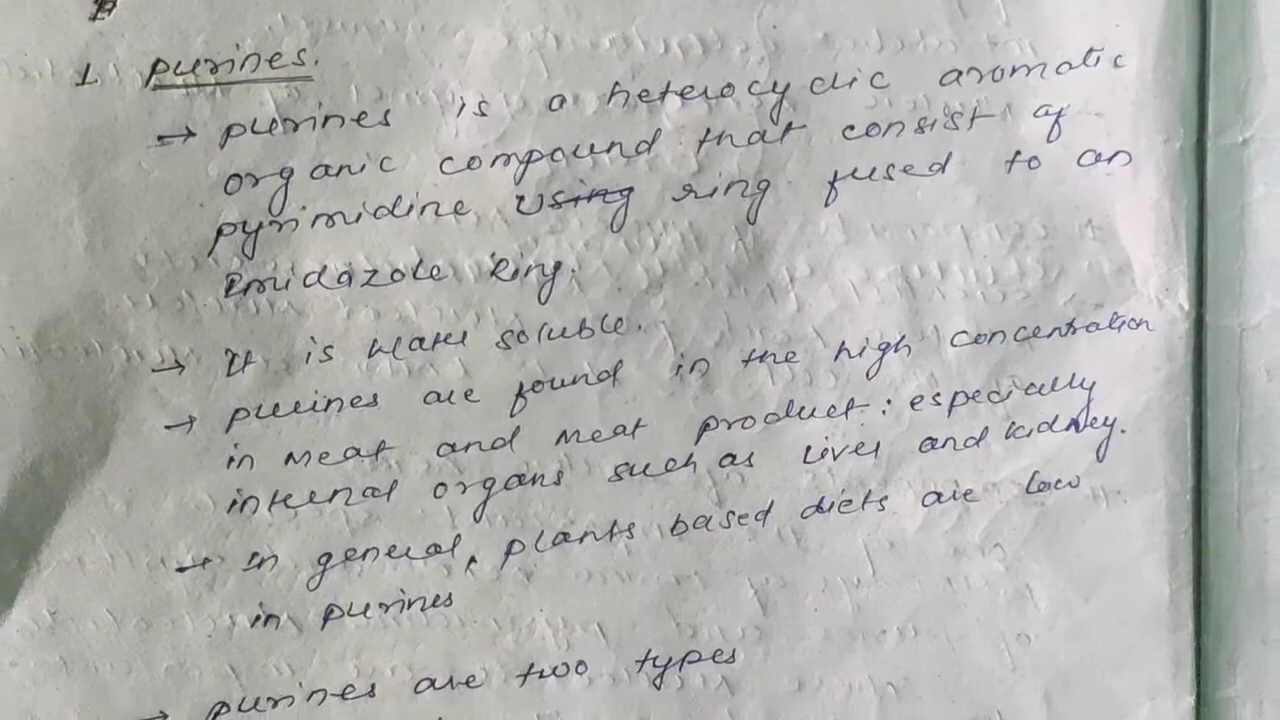 1 purines.
→ purines is a heterocyclic aromatic
organic compound that consist of
pyrimidine using ring fused to an
Imidazole Ring.
→ It is water soluble.
→ purines are found in the high concentration
in meat and meat product: especially
internal organs such as liver and kidney.
→ In general, plants based diets are low
in purines
→ purines are two types